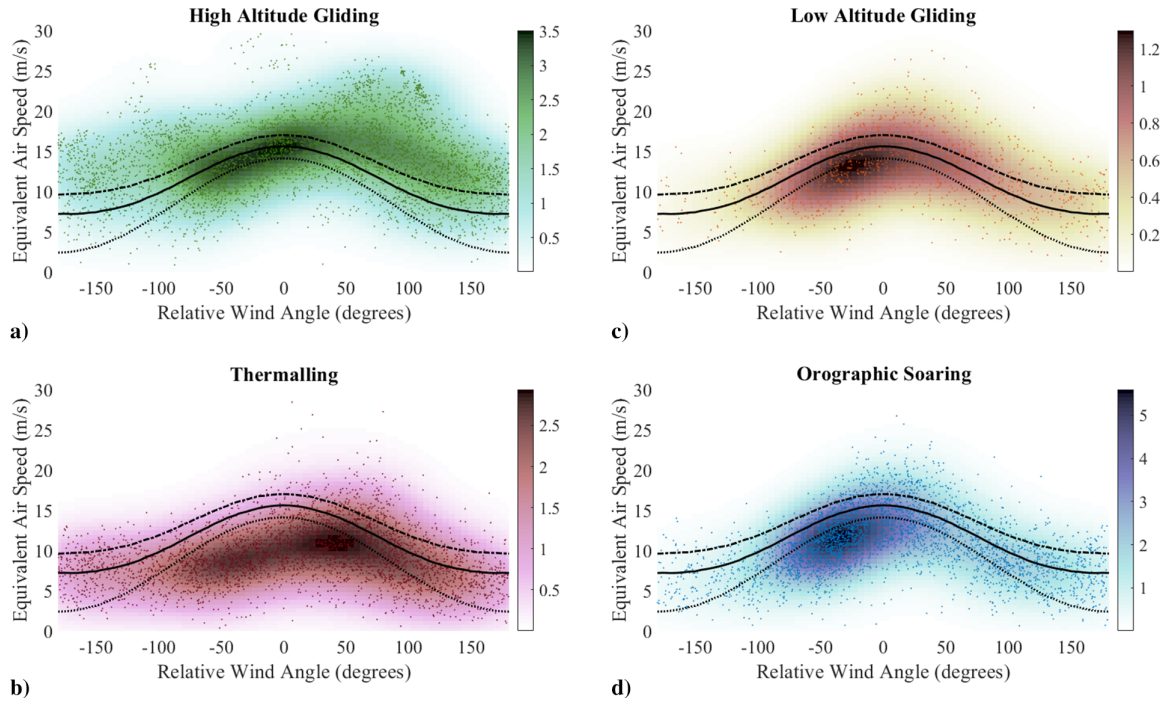 High Altitude Gliding
Equivalent Air Speed (m/s)
30
25
20
15
10
5
0
-150 -100 -50 0 50 100 150
Relative Wind Angle (degrees)
3.5
3
2.5
2
1.5
1
0.5
a)
Low Altitude Gliding
Equivalent Air Speed (m/s)
30
25
20
15
10
5
0
-150 -100 -50 0 50 100 150
Relative Wind Angle (degrees)
1.2
1
0.8
0.6
0.4
0.2
c)
Thermalling
Equivalent Air Speed (m/s)
30
25
20
15
10
5
0
-150 -100 -50 0 50 100 150
Relative Wind Angle (degrees)
2.5
2
1.5
1
0.5
b)
Orographic Soaring
Equivalent Air Speed (m/s)
30
25
20
15
10
5
0
-150 -100 -50 0 50 100 150
Relative Wind Angle (degrees)
5
4
3
2
1
d)